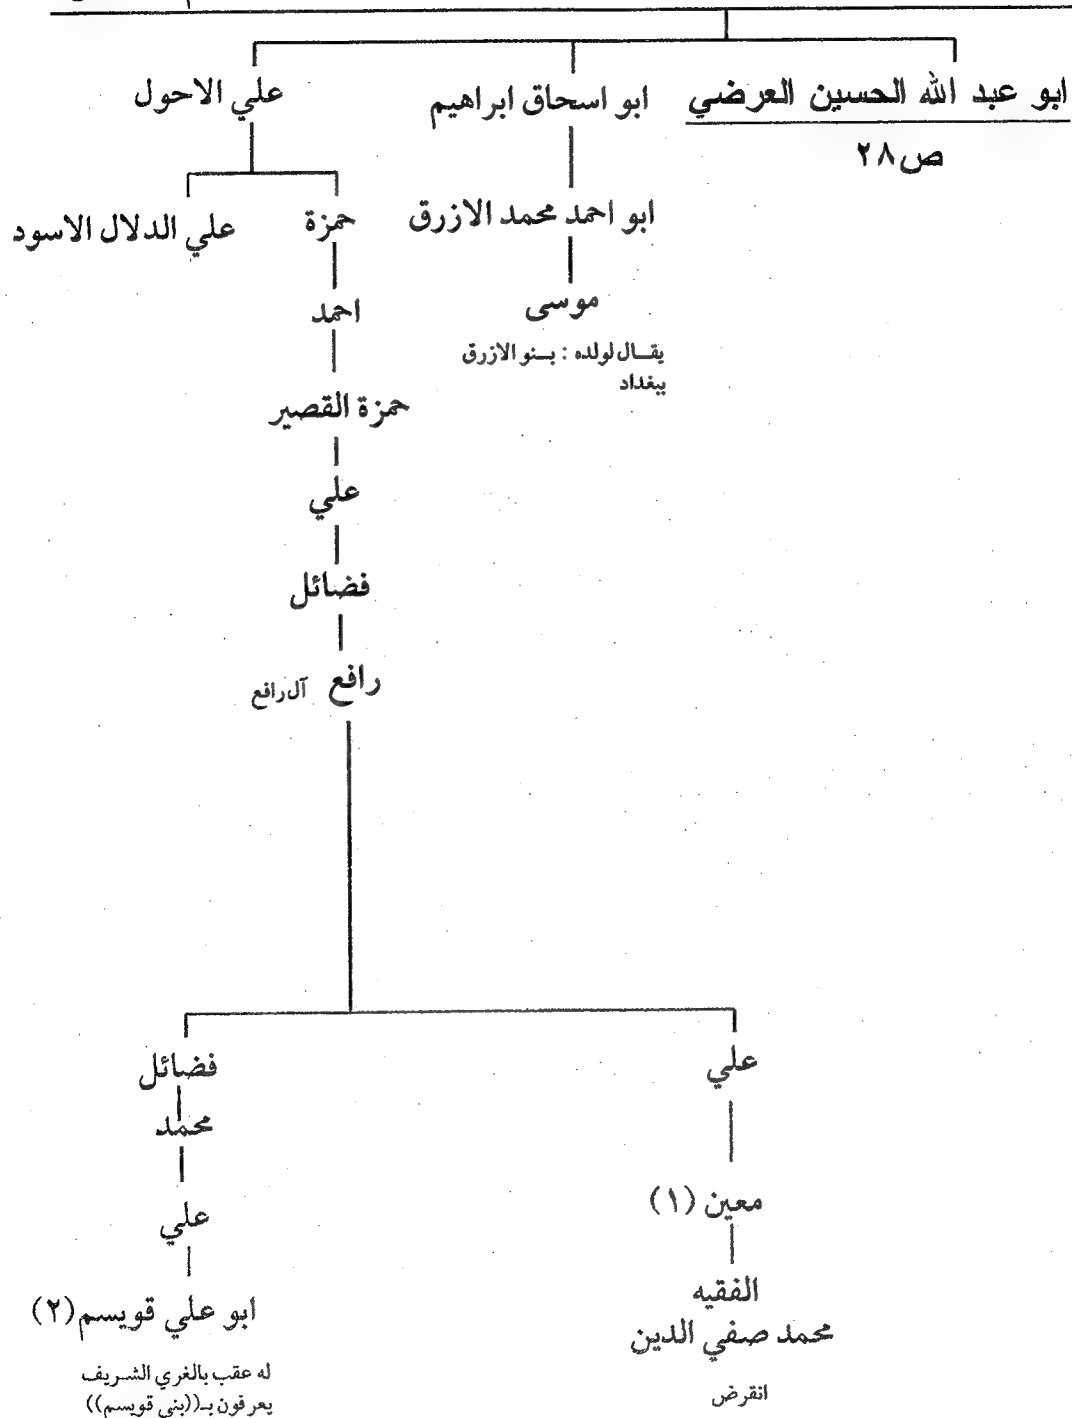 ابو عبد الله الحسين العرضي
ص٢٨
ابو اسحاق ابراهيم
علي الاحول
ابو احمد محمد الازرق
حمزة
علي الدلال الاسود
موسى
يقال لولده : بنو الازرق
ببغداد
احمد
حمزة القصير
علي
فضائل
رافع آل رافع
علي
فضائل
محمد
معين (١)
علي
الفقيه
محمد صفي الدين
انقرض
ابو علي قويسم (٢)
له عقب بالغري الشريف
يعرفون بـ((بني قويسم))